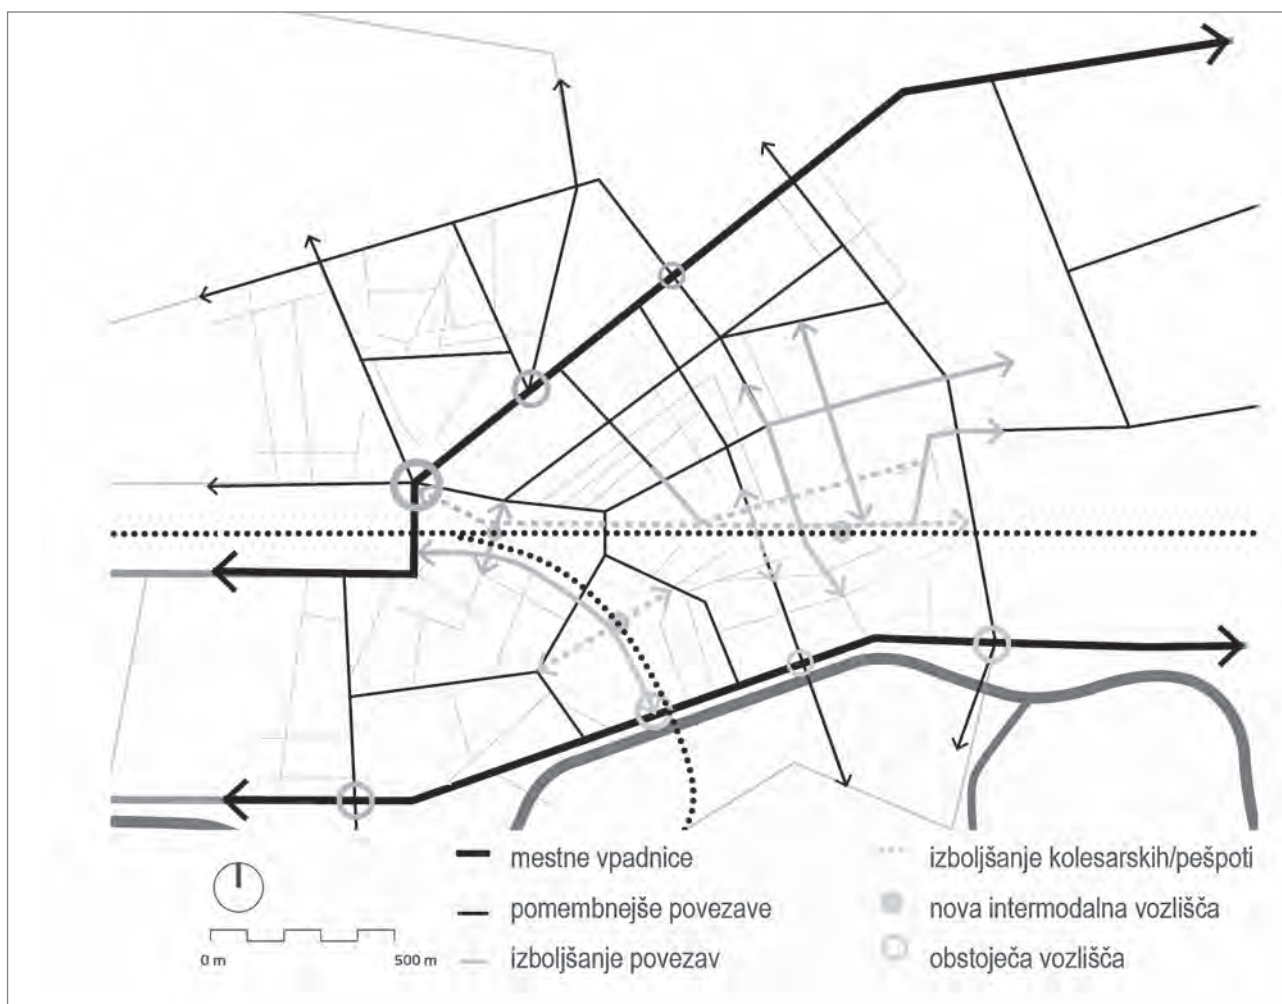 mestne vpadnice
pomembnejše povezave
izboljšanje povezav
izboljšanje kolesarskih/pešpoti
nova intermodalna vozlišča
obstoječa vozlišča
0 m 500 m